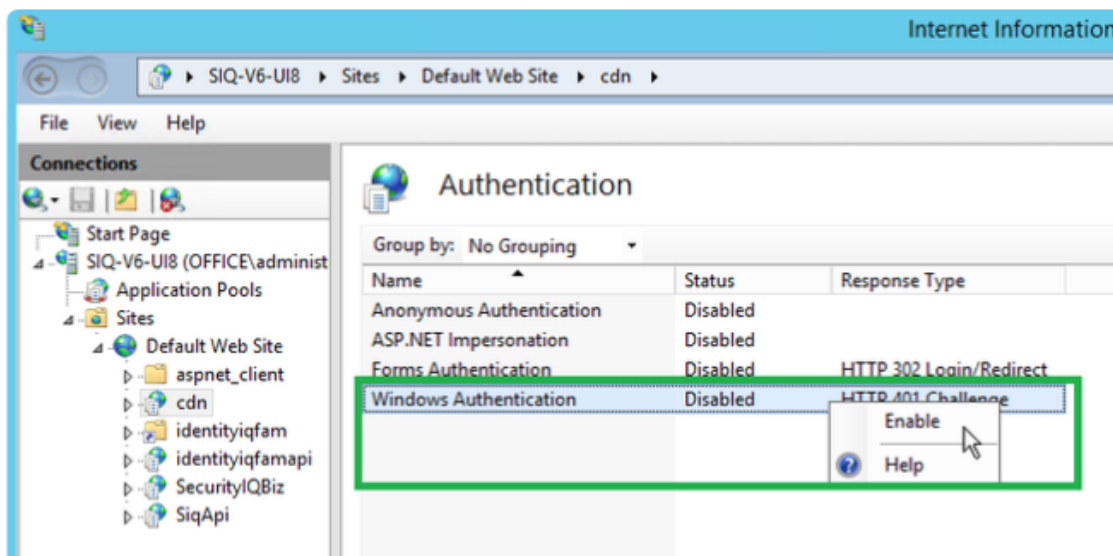 Internet Information
SIQ-V6-UI8 Sites Default Web Site cdn
File View Help
Connections
Start Page
SIQ-V6-UI8 (OFFICE\administ
Application Pools
Sites
Default Web Site
aspnet_client
cdn
identityiqfam
identityiqfamapi
SecurityIQBiz
SiqApi
Authentication
Group by: No Grouping
Name Status Response Type
Anonymous Authentication Disabled
ASP.NET Impersonation Disabled
Forms Authentication Disabled HTTP 302 Login/Redirect
Windows Authentication Disabled HTTP 401 Challenge
Enable
Help